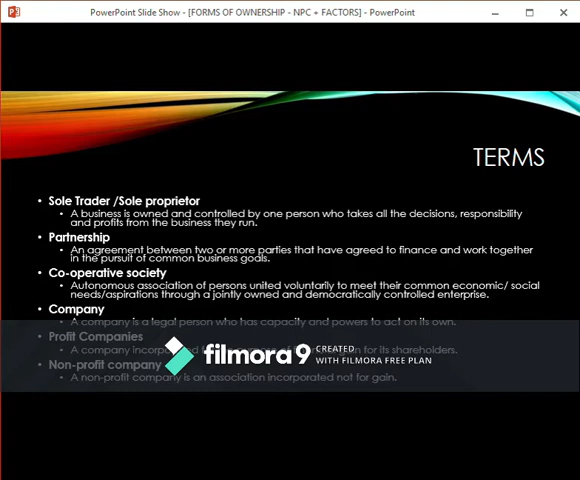 PowerPoint Slide Show - [FORMS OF OWNERSHIP - NPC + FACTORS] - PowerPoint
TERMS
• Sole Trader /Sole proprietor
• A business is owned and controlled by one person who takes all the decisions, responsibility
and profits from the business they run.
• Partnership
• An agreement between two or more parties that have agreed to finance and work together
in the pursuit of common business goals.
• Co-operative society
• Autonomous association of persons united voluntarily to meet their common economic/ social
needs/aspirations through a jointly owned and democratically controlled enterprise.
• Company
• A company is a legal person who has capacity and powers to act on its own.
• Profit Companies
• A company incorporated for its shareholders.
• Non-profit company
• A non-profit company is an association incorporated not for gain.
filmora 9
CREATED
WITH FILMORA FREE PLAN